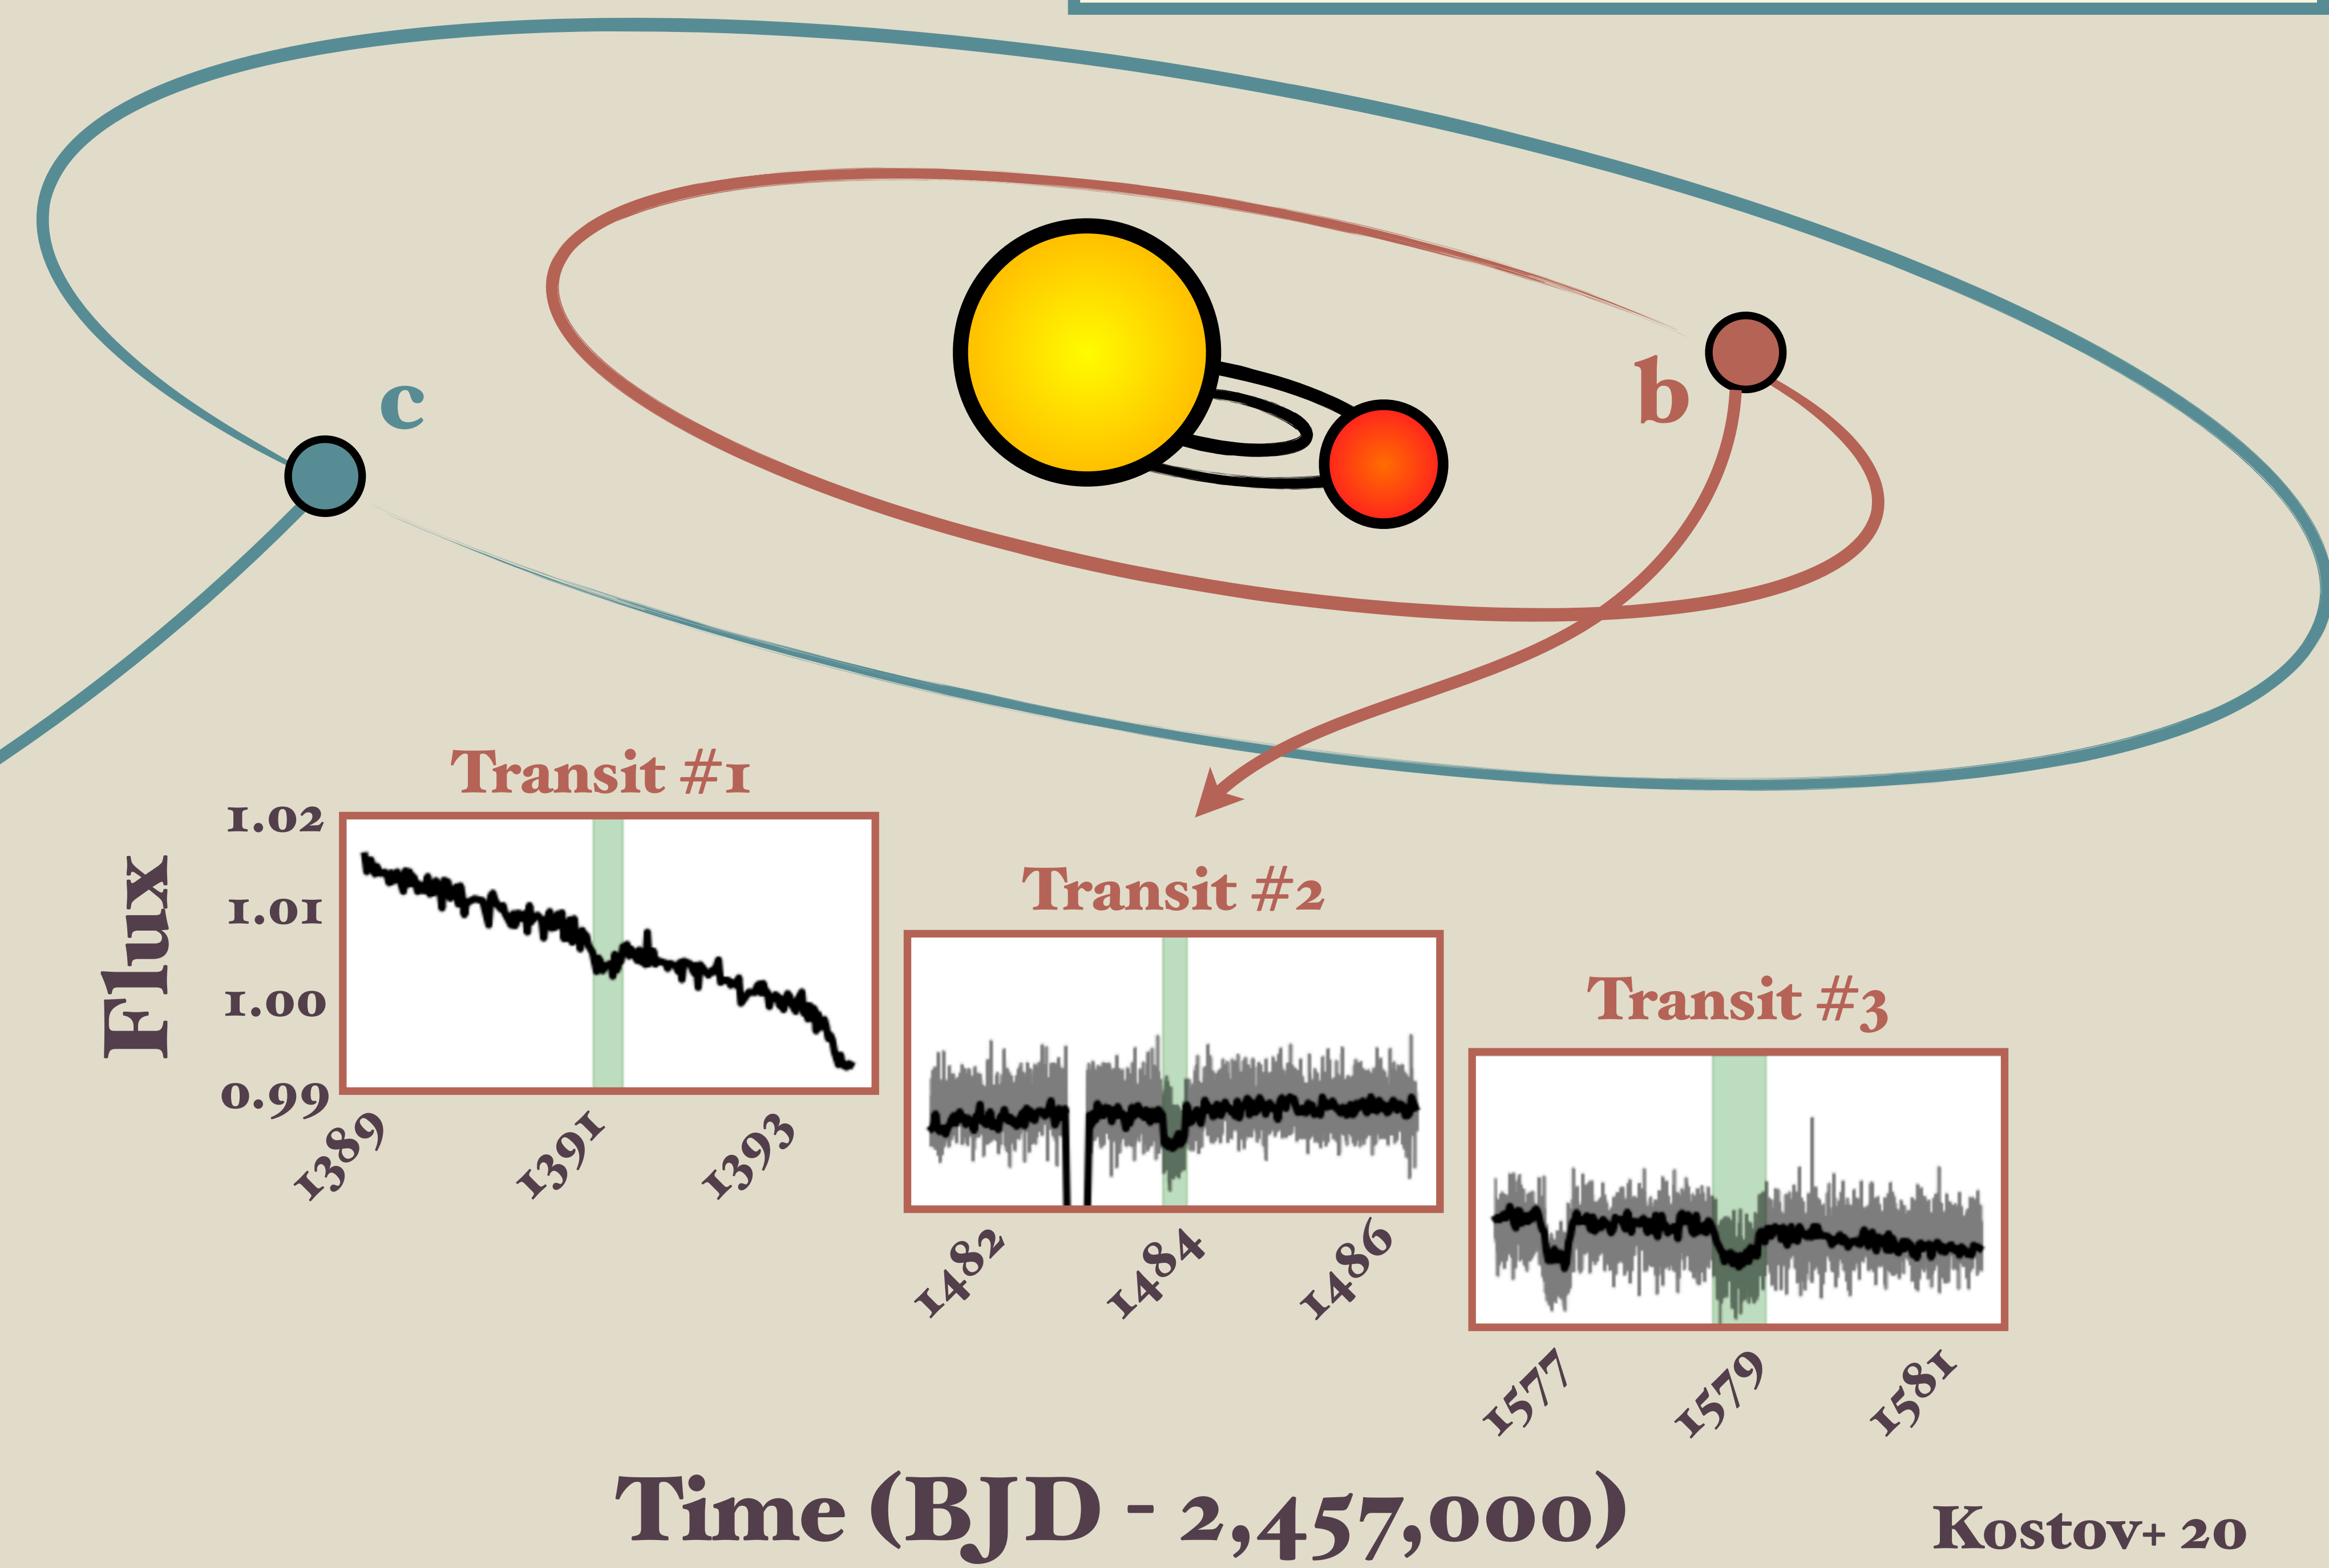 c
b
Transit #1
1.02
1.01
1.00
0.99
Flux
1389
1391
1393
Transit #2
1482
1484
1486
Transit #3
1577
1579
1581
Time (BJD - 2,457,000)
Kostov+ 20